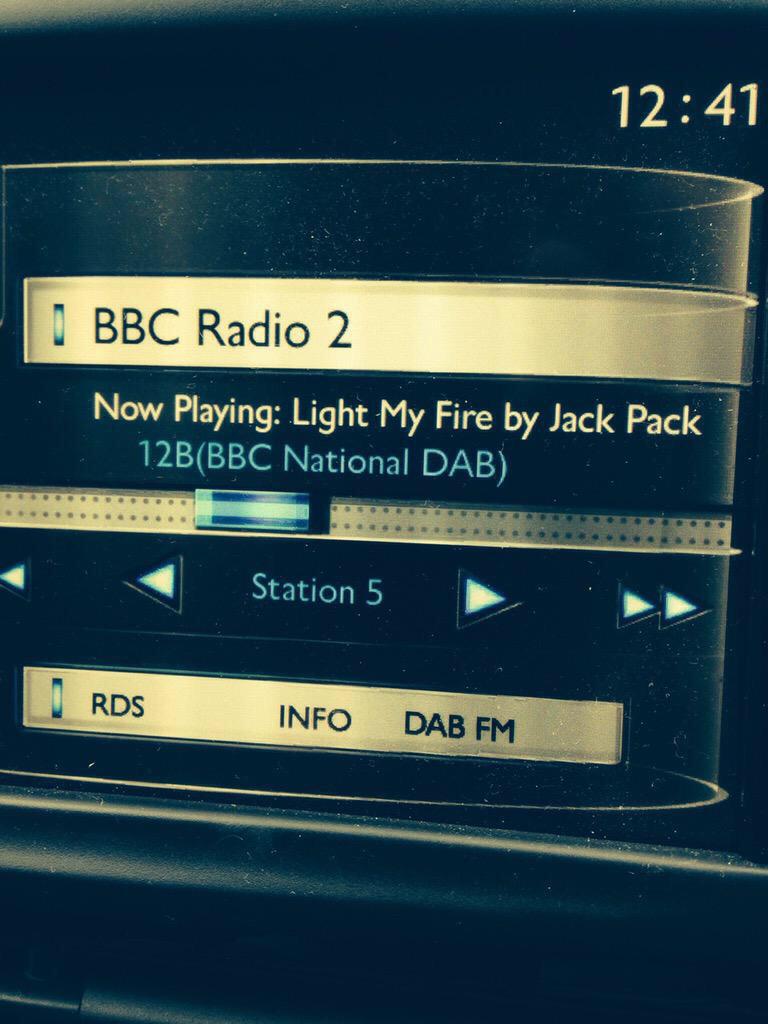 12:41
BBC Radio 2
Now Playing: Light My Fire by Jack Pack
12B(BBC National DAB)
Station 5
RDS INFO DAB FM